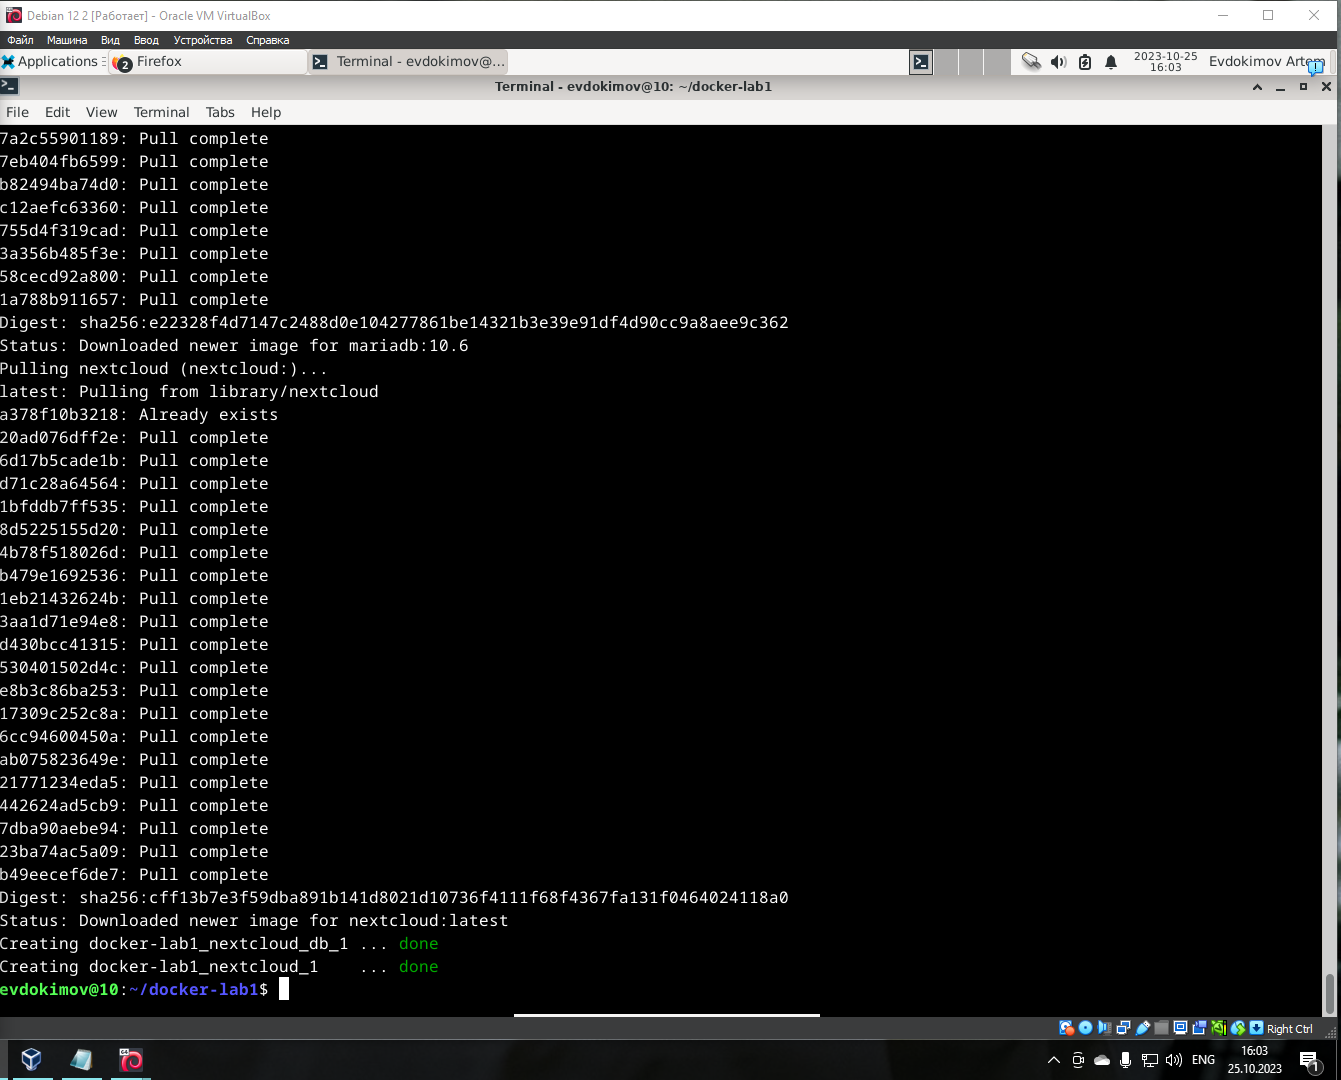 Debian 12 2 [Работает] - Oracle VM VirtualBox
Файл Машина Вид Ввод Устройства Справка
Applications 2 Firefox Terminal - evdokimov@... 2023-10-25 16:03 Evdokimov Artem
Terminal - evdokimov@10: ~/docker-lab1
File Edit View Terminal Tabs Help
7a2c55901189: Pull complete
7eb404fb6599: Pull complete
b82494ba74d0: Pull complete
c12aefc63360: Pull complete
755d4f319cad: Pull complete
3a356b485f3e: Pull complete
58cecd92a800: Pull complete
1a788b911657: Pull complete
Digest: sha256:e22328f4d7147c2488d0e104277861be14321b3e39e91df4d90cc9a8aee9c362
Status: Downloaded newer image for mariadb:10.6
Pulling nextcloud (nextcloud:)...
latest: Pulling from library/nextcloud
a378f10b3218: Already exists
20ad076dff2e: Pull complete
6d17b5cade1b: Pull complete
d71c28a64564: Pull complete
1bfddb7ff535: Pull complete
8d5225155d20: Pull complete
4b78f518026d: Pull complete
b479e1692536: Pull complete
1eb21432624b: Pull complete
3aa1d71e94e8: Pull complete
d430bcc41315: Pull complete
530401502d4c: Pull complete
e8b3c86ba253: Pull complete
17309c252c8a: Pull complete
6cc94600450a: Pull complete
ab075823649e: Pull complete
21771234eda5: Pull complete
442624ad5cb9: Pull complete
7dba90aebe94: Pull complete
23ba74ac5a09: Pull complete
b49eecef6de7: Pull complete
Digest: sha256:cff13b7e3f59dba891b141d8021d10736f4111f68f4367fa131f0464024118a0
Status: Downloaded newer image for nextcloud:latest
Creating docker-lab1_nextcloud_db_1 ... done
Creating docker-lab1_nextcloud_1    ... done
evdokimov@10:~/docker-lab1$
Right Ctrl
ENG 16:03
25.10.2023 1